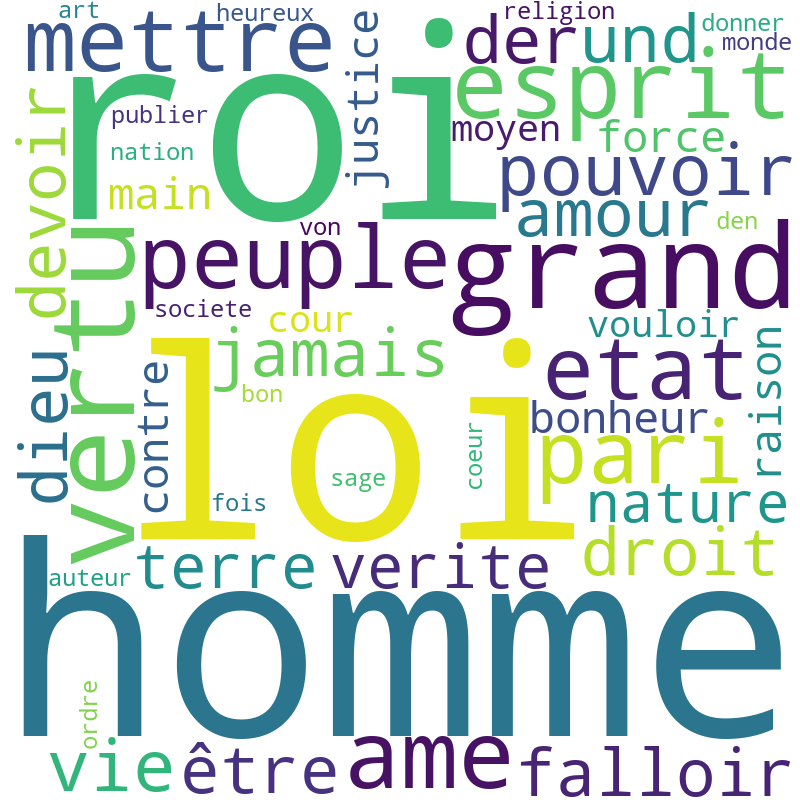 art
heureux
religion
donner
mettre
der
und
monde
roi
justice
esprit
publier
moyen
force
devoir
nation
pouvoir
main
amour
den
von
vertu
peuple
grand
societe
cour
vouloir
jamais
etat
raison
dieu
contre
loi
bon
bonheur
pari
coeur
sage
fois
nature
terre
verite
droit
auteur
homme
ordre
vie
être
ame
falloir